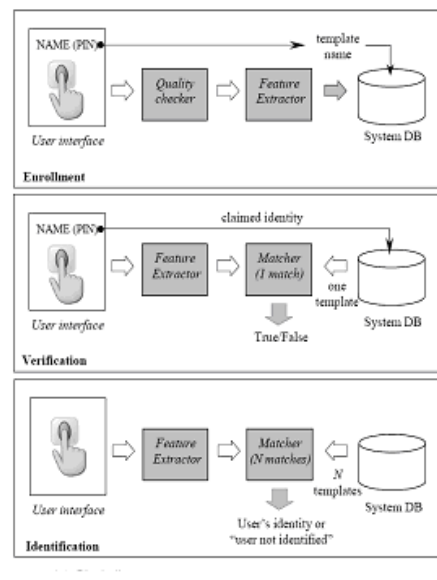 NAME (PIN)
template
name
Quality
checker
Feature
Extractor
User interface
System DB
Enrollment
claimed identity
NAME (PIN)
Feature
Extractor
Matcher
(1 match)
one
template
User interface
System DB
True/False
Verification
Feature
Extractor
Matcher
(N matches)
N
templates
User interface
System DB
User's identity or
"user not identified"
Identification